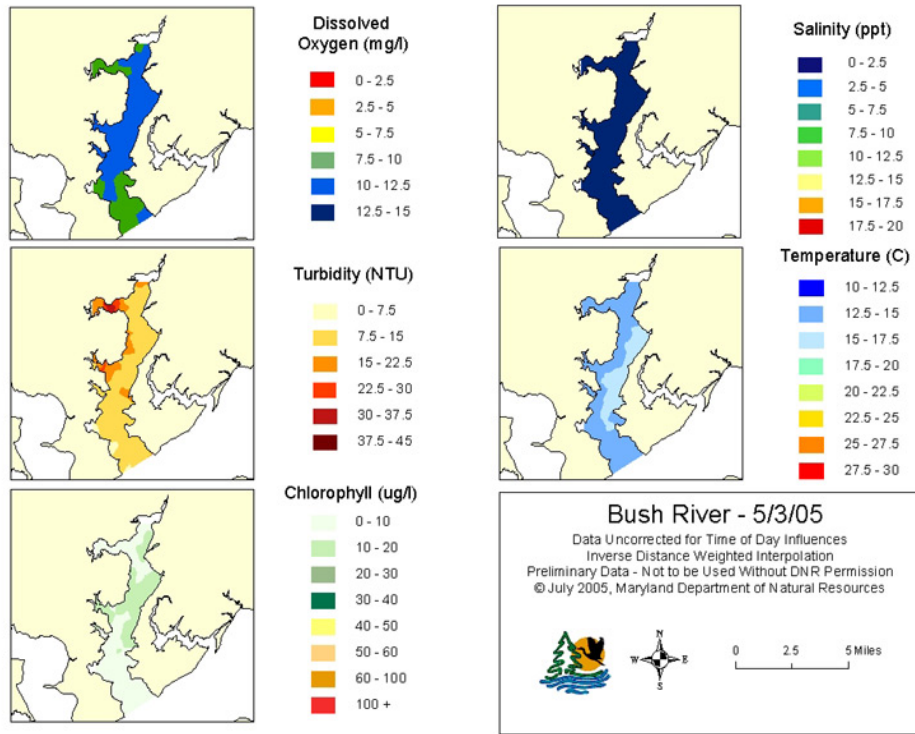 Dissolved
Oxygen (mg/l)
0 - 2.5
2.5 - 5
5 - 7.5
7.5 - 10
10 - 12.5
12.5 - 15
Salinity (ppt)
0 - 2.5
2.5 - 5
5 - 7.5
7.5 - 10
10 - 12.5
12.5 - 15
15 - 17.5
17.5 - 20
Turbidity (NTU)
0 - 7.5
7.5 - 15
15 - 22.5
22.5 - 30
30 - 37.5
37.5 - 45
Temperature (C)
10 - 12.5
12.5 - 15
15 - 17.5
17.5 - 20
20 - 22.5
22.5 - 25
25 - 27.5
27.5 - 30
Chlorophyll (ug/l)
0 - 10
10 - 20
20 - 30
30 - 40
40 - 50
50 - 60
60 - 100
100 +
Bush River - 5/3/05
Data Uncorrected for Time of Day Influences
Inverse Distance Weighted Interpolation
Preliminary Data - Not to be Used Without DNR Permission
© July 2005, Maryland Department of Natural Resources
N
W E
S
0 2.5 5 Miles